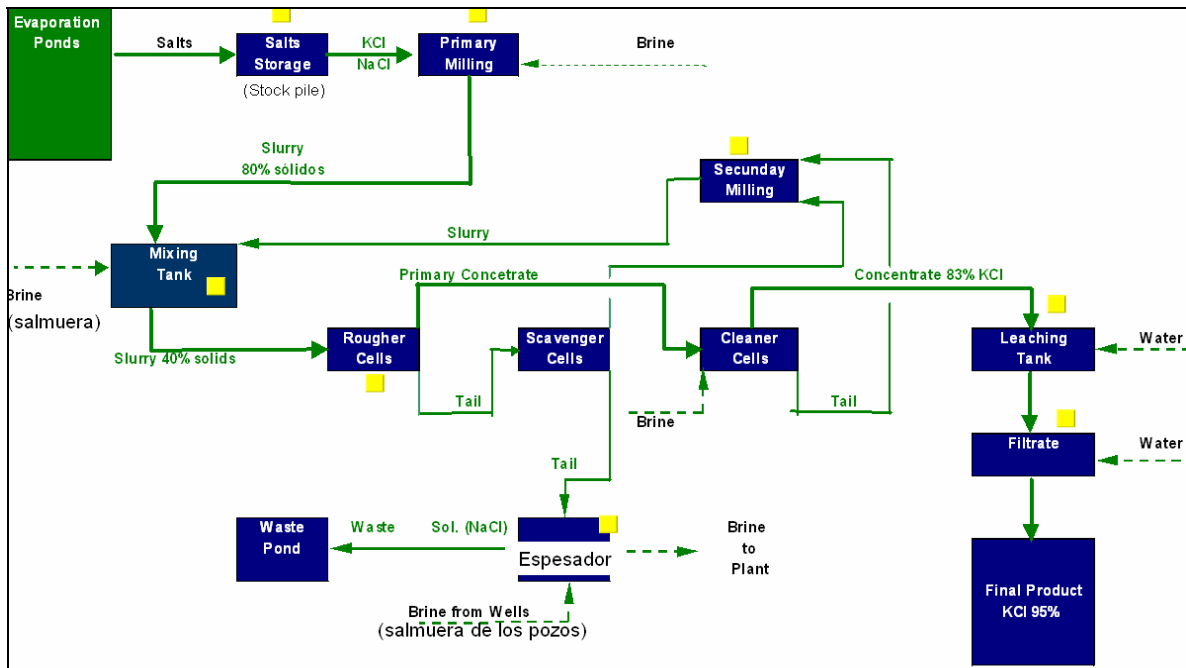 Evaporation
Ponds
Salts
Salts
Storage
(Stock pile)
KCl
NaCl
Primary
Milling
Brine
Slurry
80% sólidos
Secunday
Milling
Slurry
Mixing
Tank
Brine
(salmuera)
Primary Concetrate
Concentrate 83% KCl
Slurry 40% solids
Rougher
Cells
Scavenger
Cells
Cleaner
Cells
Leaching
Tank
Water
Tail
Brine
Tail
Filtrate
Water
Tail
Waste
Pond
Waste
Sol. (NaCl)
Espesador
Brine
to
Plant
Brine from Wells
(salmuera de los pozos)
Final Product
KCl 95%